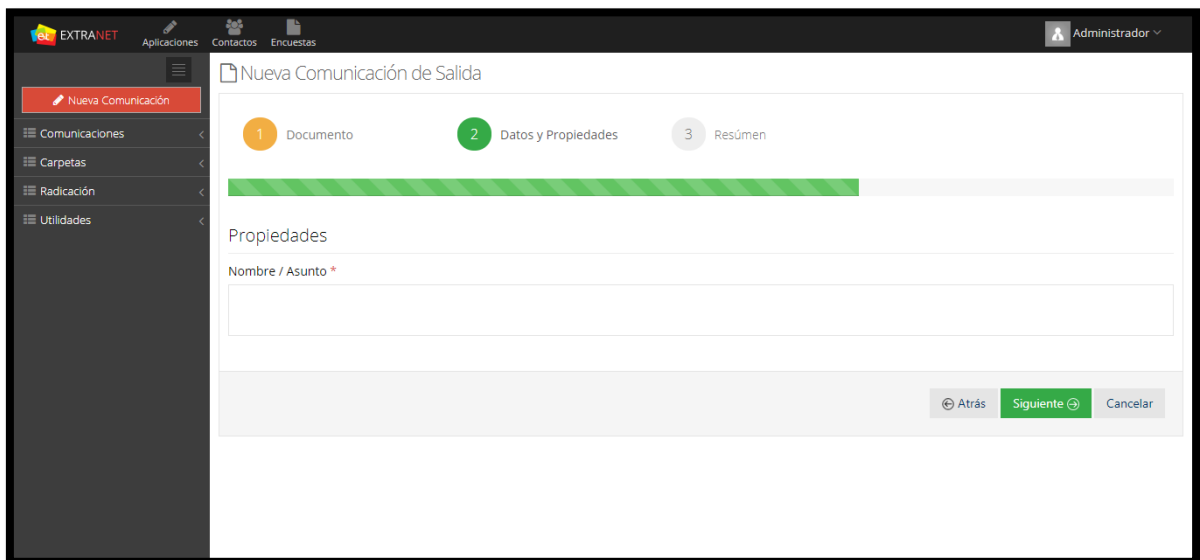 et EXTRANET
Aplicaciones
Contactos
Encuestas
Administrador
Nueva Comunicación
Comunicaciones
Carpetas
Radicación
Utilidades
Nueva Comunicación de Salida
1 Documento
2 Datos y Propiedades
3 Resúmen
Propiedades
Nombre / Asunto *
Atrás
Siguiente
Cancelar